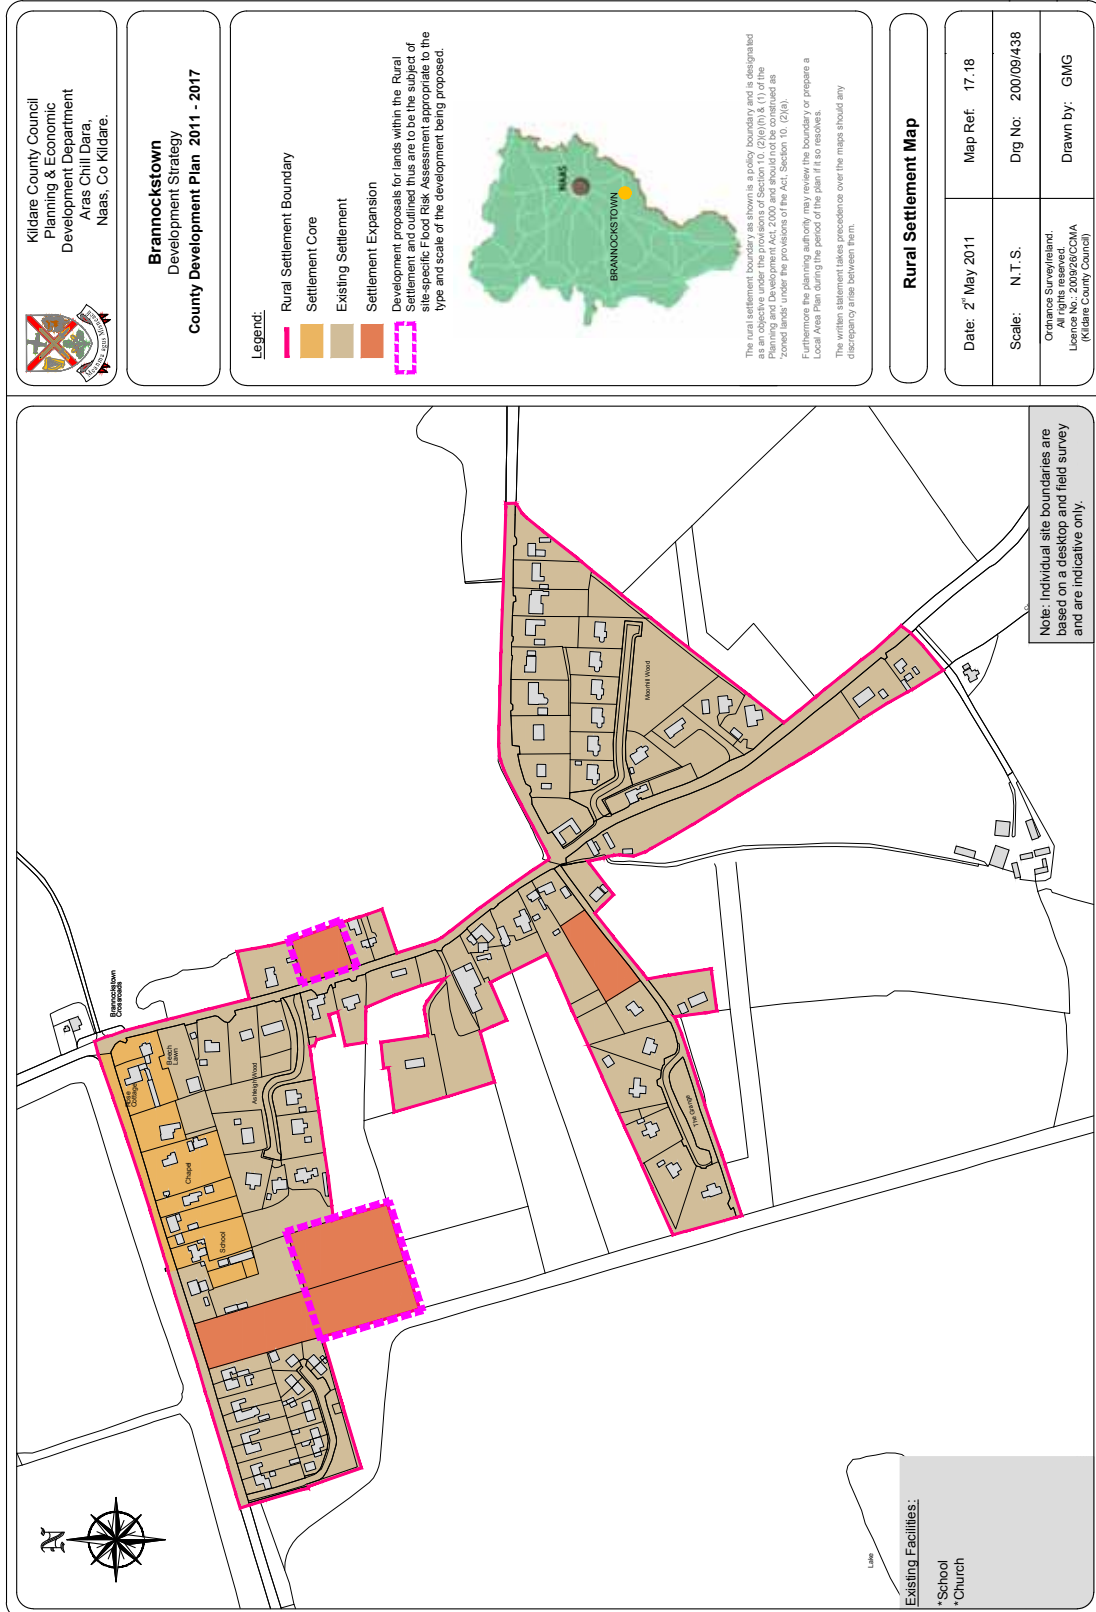 Kildare County Council
Planning & Economic
Development Department
Aras Chill Dara,
Naas, Co Kildare.
Brannockstown
Development Strategy
County Development Plan 2011 - 2017
Legend:
Rural Settlement Boundary
Settlement Core
Existing Settlement
Settlement Expansion
Development proposals for lands within the Rural
Settlement and outlined thus are to be the subject of
site-specific Flood Risk Assessment appropriate to the
type and scale of the development being proposed.
NAAS
BRANNOCKSTOWN
The rural settlement boundary as shown is a policy boundary and is designated
as an objective under the provisions of Section 10. (2)(e)(h) & (1) of the
Planning and Development Act, 2000 and should not be construed as
'zoned lands' under the provisions of the Act, Section 10. (2)(a).
Furthermore the planning authority may review the boundary or prepare a
Local Area Plan during the period of the plan if it so resolves.
The written statement takes precedence over the maps should any
discrepancy arise between them.
Rural Settlement Map
Date: 2nd May 2011
Map Ref: 17.18
Scale: N.T.S.
Drg No: 200/09/438
Ordnance Survey Ireland.
All rights reserved.
Licence No.: 2009/26/CCMA
(Kildare County Council)
Drawn by: GMG
N
Brannockstown
Crossroads
Rose
Cottage
Beech
Lawn
Chapel
School
Ashleigh Wood
Moorhill Wood
The Grange
Lake
Existing Facilities:
*School
*Church
Note: Individual site boundaries are
based on a desktop and field survey
and are indicative only.